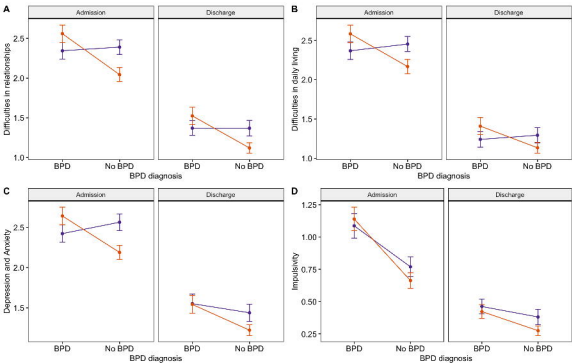 A
Admission Discharge
Difficulties in relationships
2.5
2.0
1.5
1.0
BPD No BPD BPD No BPD
BPD diagnosis
B
Admission Discharge
Difficulties in daily living
2.5
2.0
1.5
1.0
BPD No BPD BPD No BPD
BPD diagnosis
C
Admission Discharge
Depression and Anxiety
2.5
2.0
1.5
BPD No BPD BPD No BPD
BPD diagnosis
D
Admission Discharge
Impulsivity
1.25
1.00
0.75
0.50
0.25
BPD No BPD BPD No BPD
BPD diagnosis